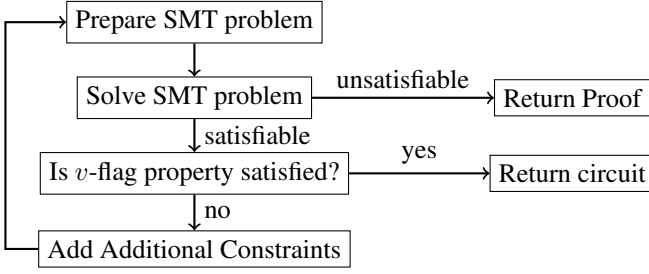 Prepare SMT problem
Solve SMT problem
unsatisfiable
Return Proof
satisfiable
Is v-flag property satisfied?
yes
Return circuit
no
Add Additional Constraints